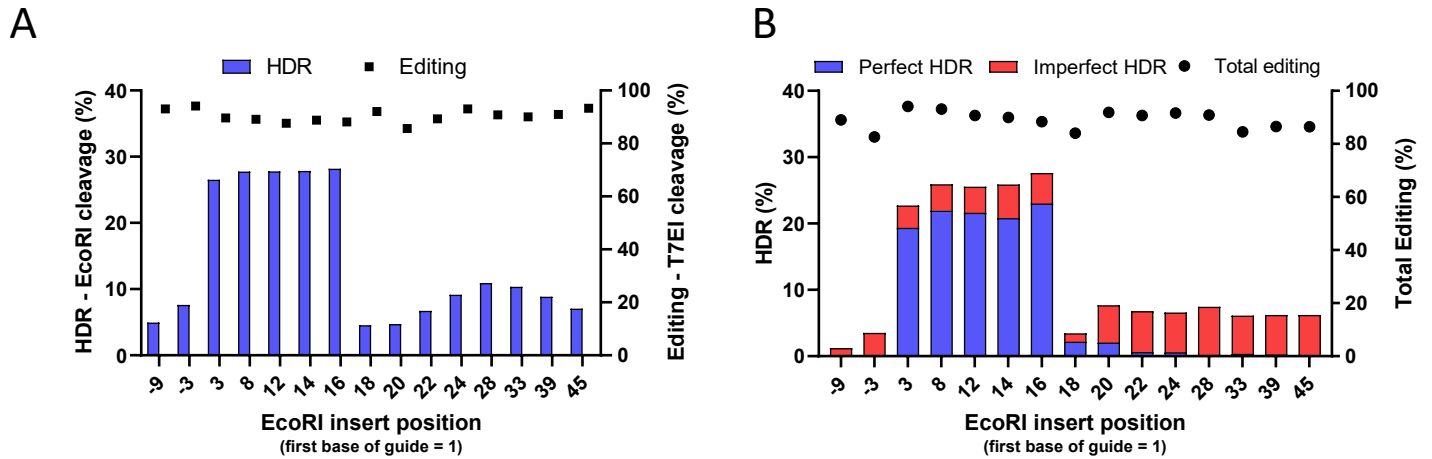 A
HDR Editing
HDR - EcoRI cleavage (%)
40
30
20
10
0
100
80
60
40
20
0
Editing - T7EI cleavage (%)
-9 -3 3 8 12 14 16 18 20 22 24 28 33 39 45
EcoRI insert position
(first base of guide = 1)
B
Perfect HDR Imperfect HDR Total editing
HDR (%)
40
30
20
10
0
100
80
60
40
20
0
Total Editing (%)
-9 -3 3 8 12 14 16 18 20 22 24 28 33 39 45
EcoRI insert position
(first base of guide = 1)